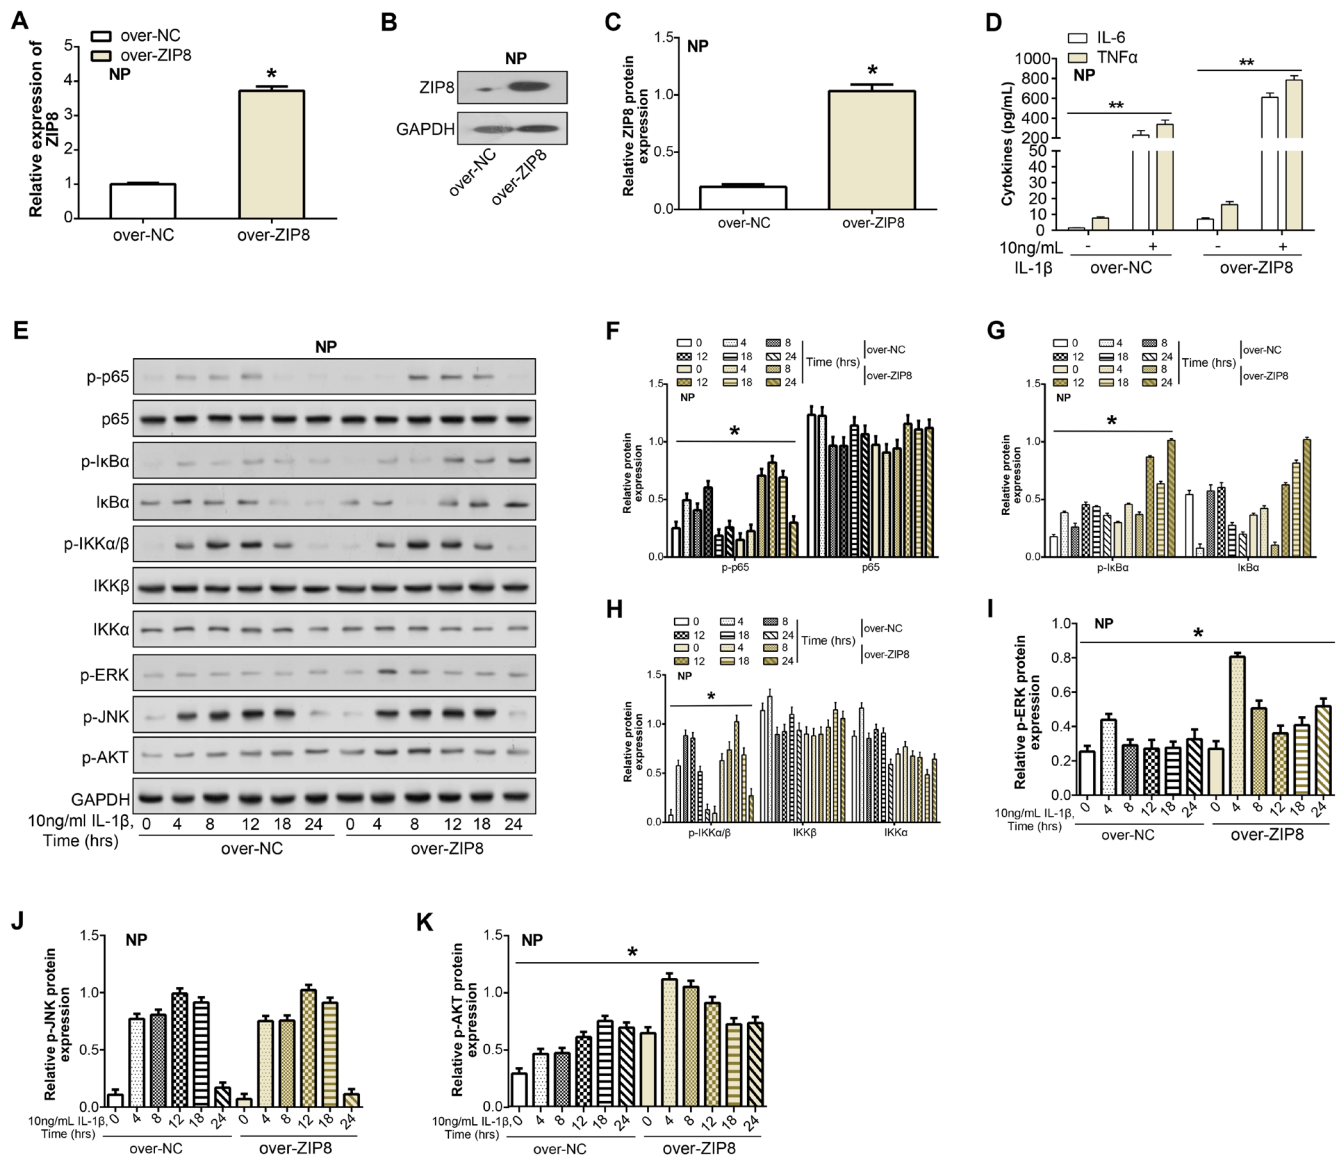 A
over-NC
over-ZIP8
NP
Relative expression of
ZIP8
5
4
3
2
1
0
*
over-NC
over-ZIP8
B
NP
ZIP8
GAPDH
over-NC
over-ZIP8
C
NP
Relative ZIP8 protein
expression
1.5
1.0
0.5
0.0
*
over-NC
over-ZIP8
D
IL-6
TNFα
NP
Cytokines (pg/mL)
1000
800
600
400
200
50
40
30
20
10
0
**
**
10ng/mL - + - +
IL-1β over-NC over-ZIP8
E
NP
p-p65
p65
p-IκBα
IκBα
p-IKKα/β
IKKβ
IKKα
p-ERK
p-JNK
p-AKT
GAPDH
10ng/ml IL-1β, 0 4 8 12 18 24 0 4 8 12 18 24
Time (hrs) over-NC over-ZIP8
F
0 4 8
12 18 24
0 4 8
12 18 24
Time (hrs)
over-NC
over-ZIP8
NP
Relative protein
expression
1.5
1.0
0.5
0.0
*
p-p65 p65
G
0 4 8
12 18 24
0 4 8
12 18 24
Time (hrs)
over-NC
over-ZIP8
NP
Relative protein
expression
1.5
1.0
0.5
0.0
*
p-IκBα IκBα
H
0 4 8
12 18 24
0 4 8
12 18 24
Time (hrs)
over-NC
over-ZIP8
NP
Relative protein
expression
1.5
1.0
0.5
0.0
*
p-IKKα/β IKKβ IKKα
I
NP
Relative p-ERK protein
expression
1.0
0.8
0.6
0.4
0.2
0.0
*
0 4 8 12 18 24 0 4 8 12 18 24
10ng/mL IL-1β,
Time (hrs)
over-NC over-ZIP8
J
NP
Relative p-JNK protein
expression
1.5
1.0
0.5
0.0
0 4 8 12 18 24 0 4 8 12 18 24
10ng/mL IL-1β,
Time (hrs)
over-NC over-ZIP8
K
NP
Relative p-AKT protein
expression
1.5
1.0
0.5
0.0
*
0 4 8 12 18 24 0 4 8 12 18 24
10ng/mL IL-1β,
Time (hrs)
over-NC over-ZIP8